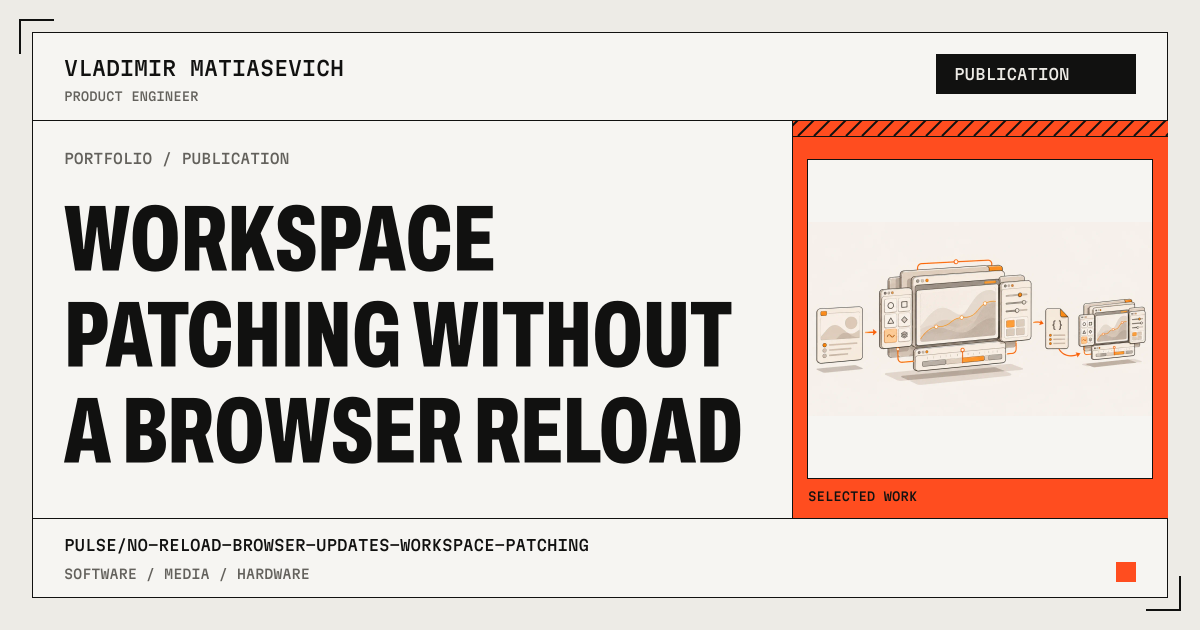 VLADIMIR MATIASEVICH
PRODUCT ENGINEER
PUBLICATION
PORTFOLIO / PUBLICATION
WORKSPACE
PATCHING WITHOUT
A BROWSER RELOAD
{}
SELECTED WORK
PULSE/NO-RELOAD-BROWSER-UPDATES-WORKSPACE-PATCHING
SOFTWARE / MEDIA / HARDWARE